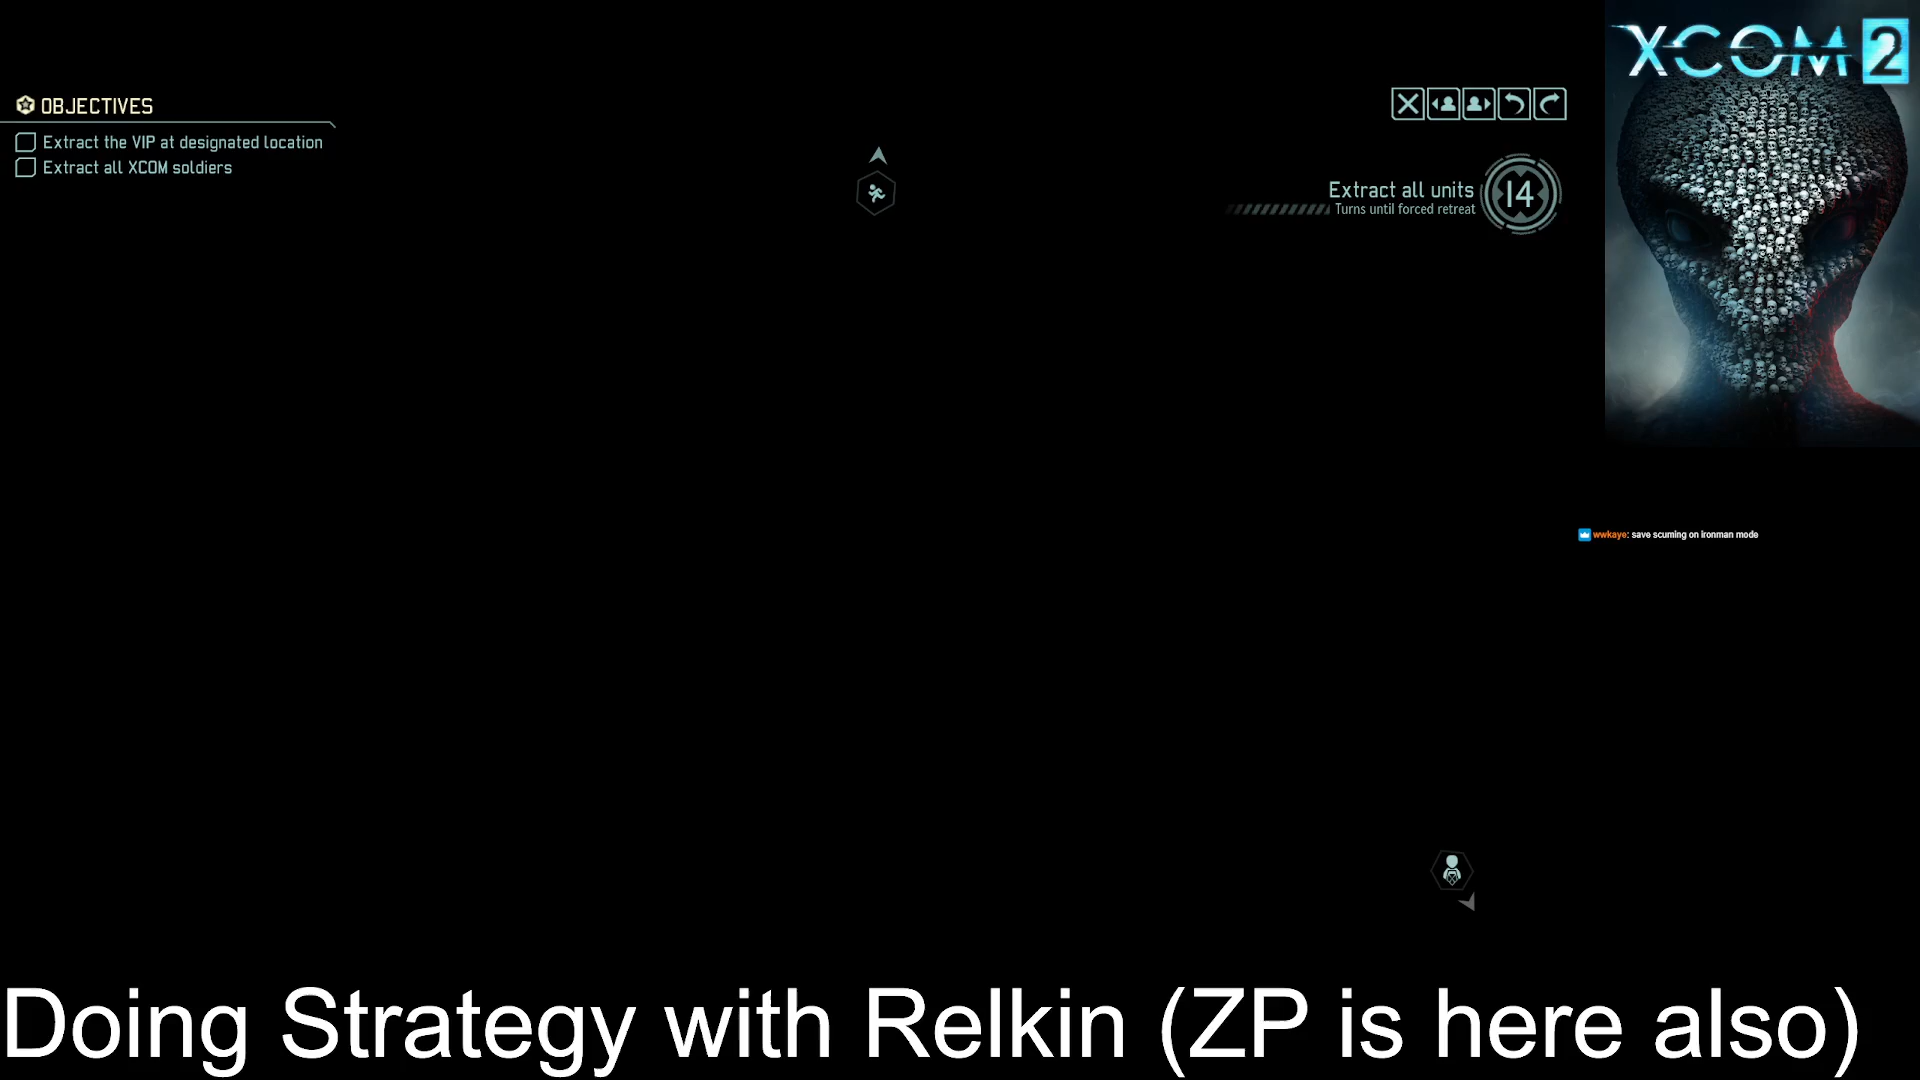 XCOM 2
OBJECTIVES
Extract the VIP at designated location
Extract all XCOM soldiers
Extract all units
Turns until forced retreat
14
wwkaye: save scuming on ironman mode
Doing Strategy with Relkin (ZP is here also)